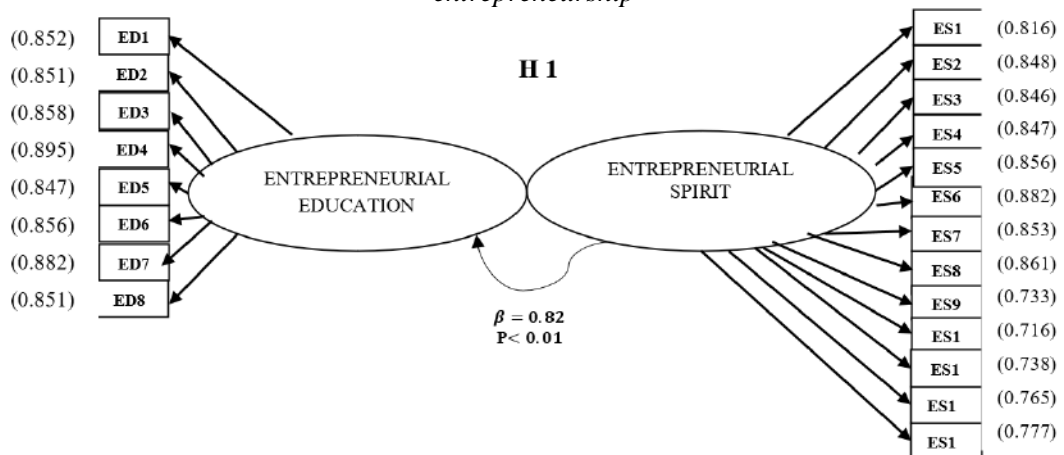 entrepreneurship
H 1
(0.852) ED1
(0.851) ED2
(0.858) ED3
(0.895) ED4
(0.847) ED5
(0.856) ED6
(0.882) ED7
(0.851) ED8
ENTREPRENEURIAL
EDUCATION
ENTREPRENEURIAL
SPIRIT
β = 0.82
P< 0.01
ES1 (0.816)
ES2 (0.848)
ES3 (0.846)
ES4 (0.847)
ES5 (0.856)
ES6 (0.882)
ES7 (0.853)
ES8 (0.861)
ES9 (0.733)
ES1 (0.716)
ES1 (0.738)
ES1 (0.765)
ES1 (0.777)